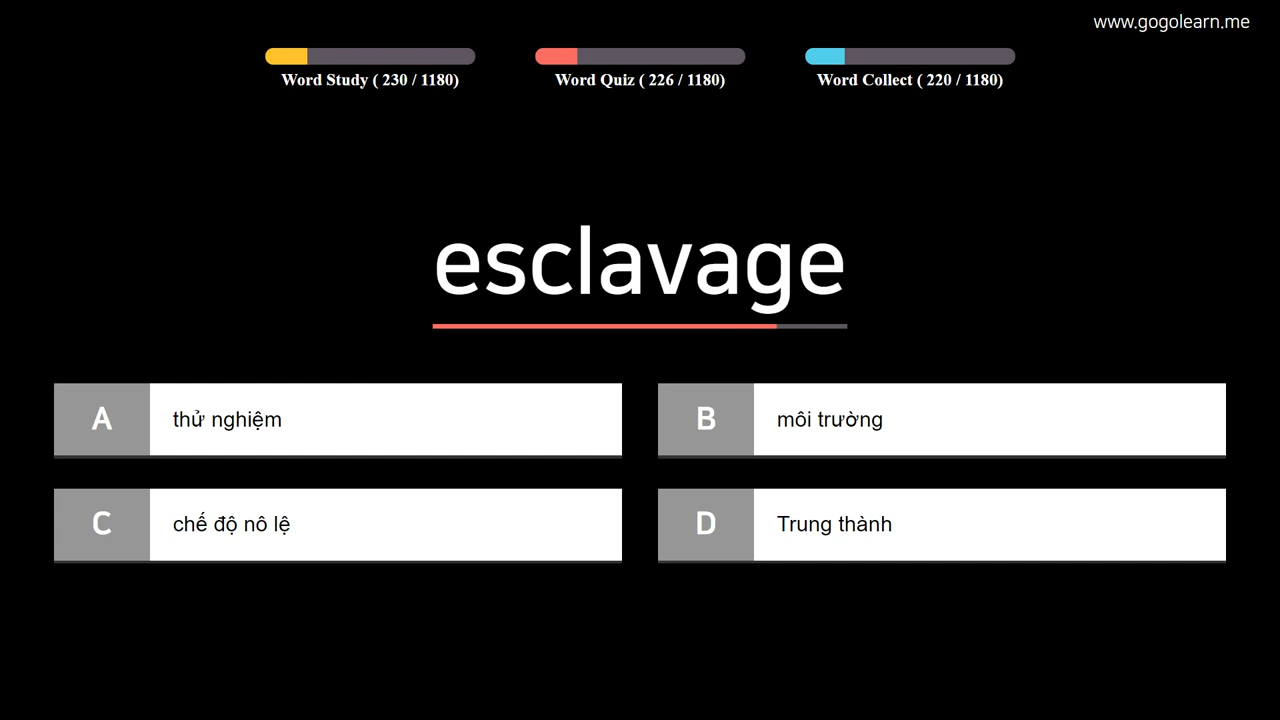 www.gogolearn.me
Word Study ( 230 / 1180)
Word Quiz ( 226 / 1180)
Word Collect ( 220 / 1180)
esclavage
A thử nghiệm
B môi trường
C chế độ nô lệ
D Trung thành